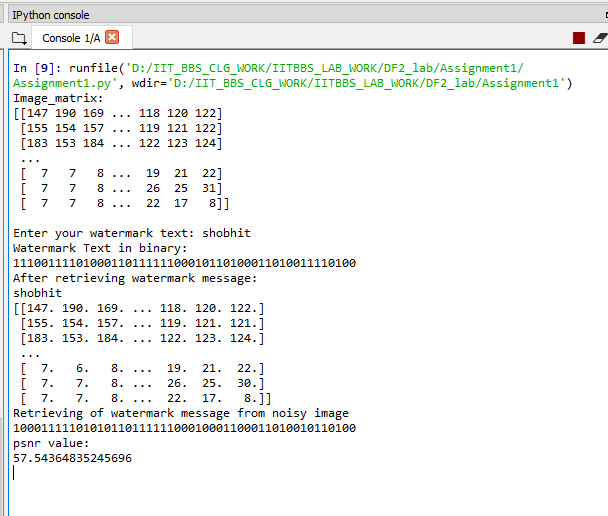 IPython console
Console 1/A
In [9]: runfile('D:/IIT_BBS_CLG_WORK/IITBBS_LAB_WORK/DF2_lab/Assignment1/
Assignment1.py', wdir='D:/IIT_BBS_CLG_WORK/IITBBS_LAB_WORK/DF2_lab/Assignment1')
Image_matrix:
[[147 190 169 ... 118 120 122]
 [155 154 157 ... 119 121 122]
 [183 153 184 ... 122 123 124]
 ...
 [  7   7   8 ...  19  21  22]
 [  7   7   8 ...  26  25  31]
 [  7   7   8 ...  22  17   8]]
Enter your watermark text: shobhit
Watermark Text in binary:
1110011110100011011111100010110100011010011110100
After retrieving watermark message:
shobhit
[[147. 190. 169. ... 118. 120. 122.]
 [155. 154. 157. ... 119. 121. 121.]
 [183. 153. 184. ... 122. 123. 124.]
 ...
 [  7.   6.   8. ...  19.  21.  22.]
 [  7.   7.   8. ...  26.  25.  30.]
 [  7.   7.   8. ...  22.  17.   8.]]
Retrieving of watermark message from noisy image
1000111110101011011111100010001100011010010110100
psnr value:
57.54364835245696